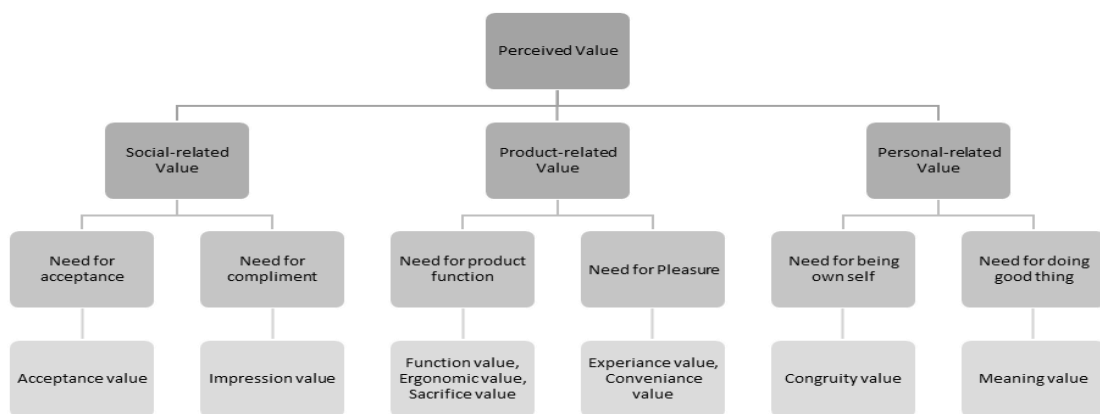 Perceived Value
Social-related
Value
Product-related
Value
Personal-related
Value
Need for
acceptance
Need for
compliment
Need for product
function
Need for Pleasure
Need for being
own self
Need for doing
good thing
Acceptance value
Impression value
Function value,
Ergonomic value,
Sacrifice value
Experiance value,
Conveniance
value
Congruity value
Meaning value